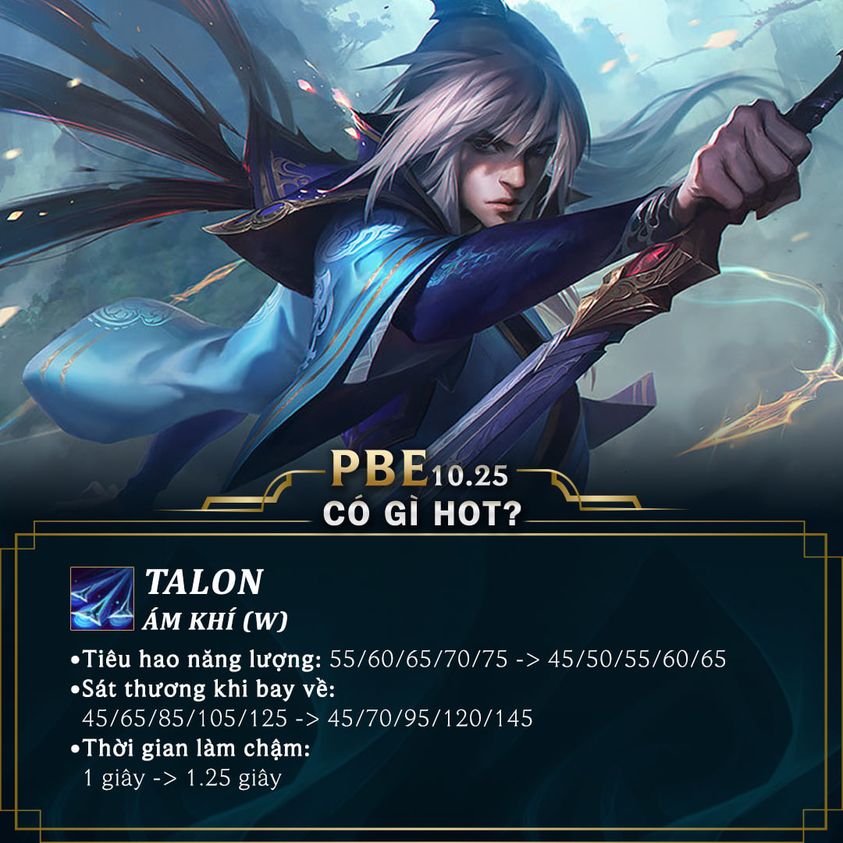 PBE 10.25
CÓ GÌ HOT?
TALON
ÁM KHÍ (W)
•Tiêu hao năng lượng: 55/60/65/70/75 -> 45/50/55/60/65
•Sát thương khi bay về:
45/65/85/105/125 -> 45/70/95/120/145
•Thời gian làm chậm:
1 giây -> 1.25 giây